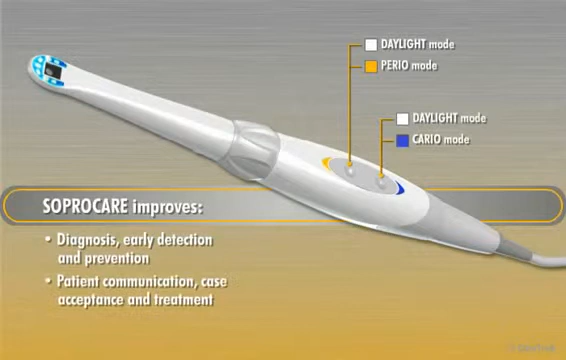 DAYLIGHT mode
PERIO mode
DAYLIGHT mode
CARIO mode
SOPROCARE improves:
• Diagnosis, early detection
and prevention
• Patient communication, case
acceptance and treatment